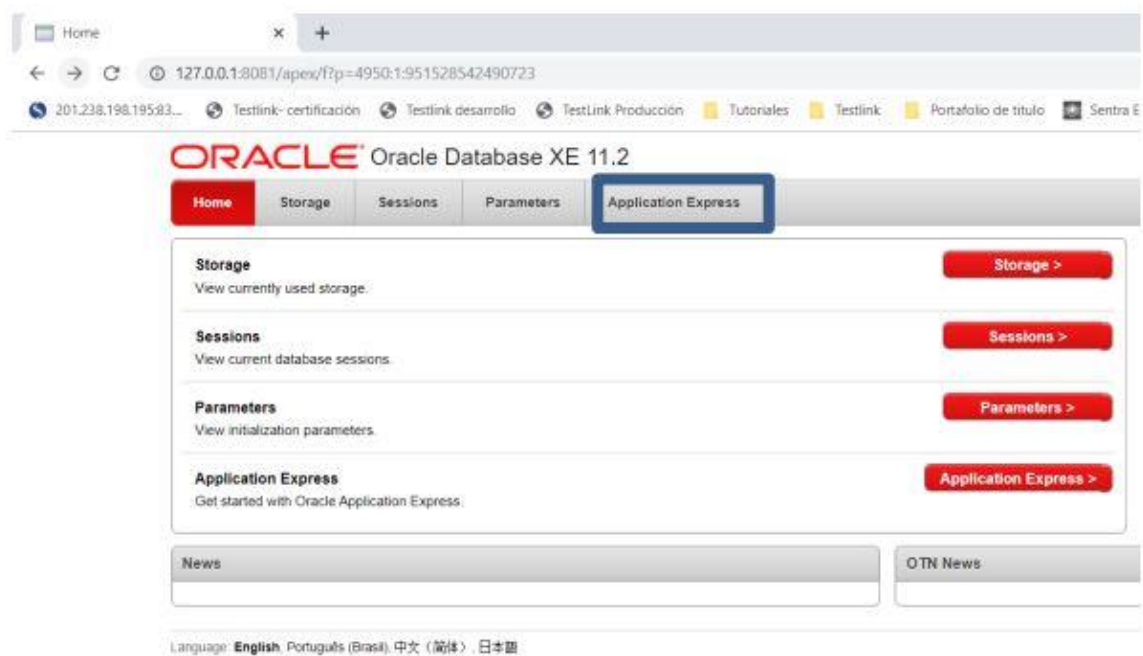 Home
127.0.0.1:8081/apex/f?p=4950:1:951528542490723
201.238.198.195:83... Testlink- certificación Testlink desarrollo TestLink Producción Tutoriales Testlink Portafolio de titulo Sentra E
ORACLE Oracle Database XE 11.2
Home Storage Sessions Parameters Application Express
Storage
View currently used storage.
Storage >
Sessions
View current database sessions.
Sessions >
Parameters
View initialization parameters.
Parameters >
Application Express
Get started with Oracle Application Express.
Application Express >
News
OTN News
Language: English, Português (Brasil), 中文（简体）, 日本語